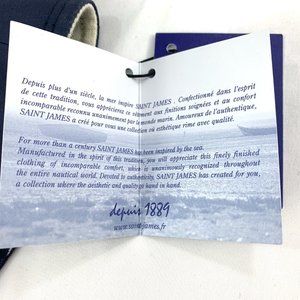 Depuis plus d'un siècle, la mer inspire SAINT JAMES . Confectionné dans l'esprit
de cette tradition, vous apprécierez ce vêtement aux finitions soignées et au confort
incomparable reconnu unanimement par le monde marin. Amoureux de l'authentique,
SAINT JAMES a créé pour vous une collection ou esthétique rime avec qualité.
For more than a century SAINT JAMES has been inspired by the sea.
Manufactured in the spirit of this tradition, you will appreciate this finely finished
clothing of incomparable comfort, which is unanimously recognized throughout
the entire nautical world. Devoted to authenticity, SAINT JAMES has created for you,
a collection where the aesthetic and quality go hand in hand.
depuis 1889
www.saint-james.fr